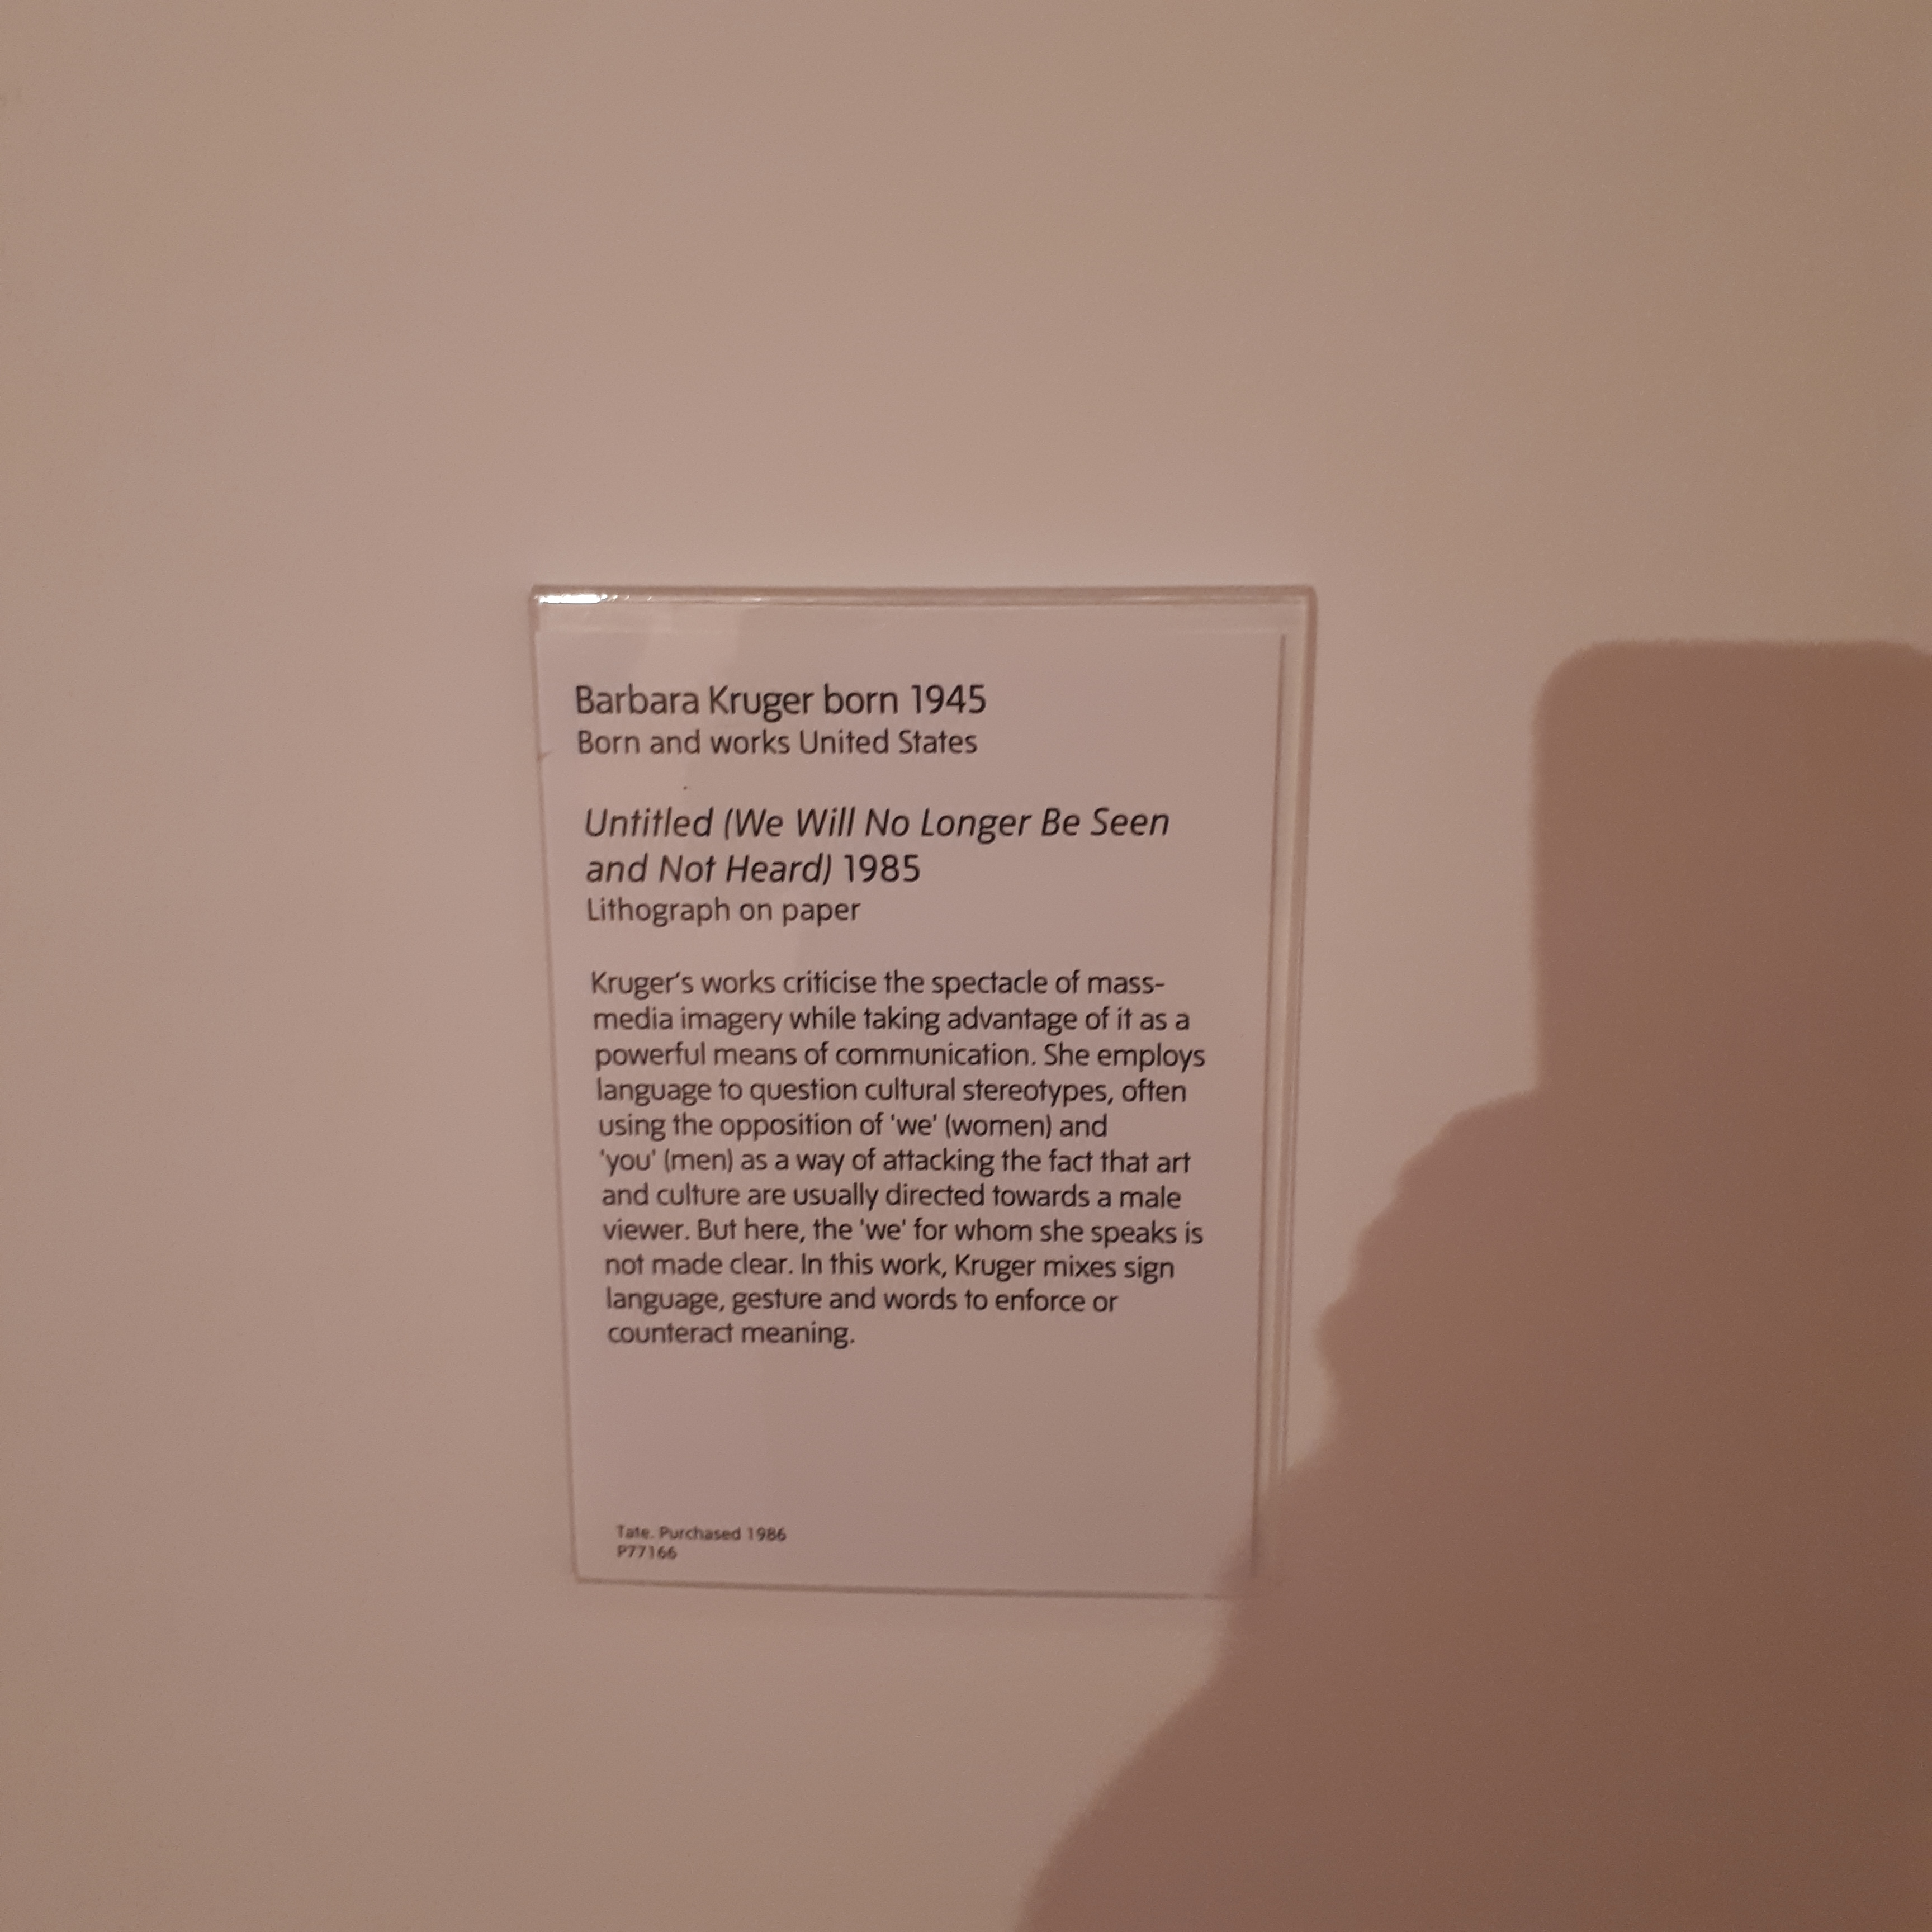 Barbara Kruger born 1945
Born and works United States
Untitled (We Will No Longer Be Seen
and Not Heard) 1985
Lithograph on paper
Kruger's works criticise the spectacle of mass-
media imagery while taking advantage of it as a
powerful means of communication. She employs
language to question cultural stereotypes, often
using the opposition of 'we' (women) and
'you' (men) as a way of attacking the fact that art
and culture are usually directed towards a male
viewer. But here, the 'we' for whom she speaks is
not made clear. In this work, Kruger mixes sign
language, gesture and words to enforce or
counteract meaning.
Tate. Purchased 1986
P77166